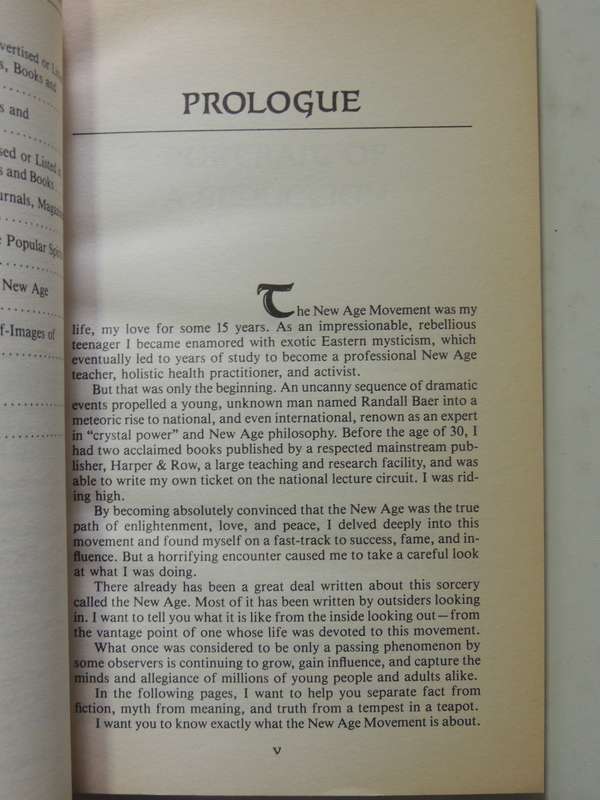 vertised or
s, Books and
s and
sed or Listed
s and Books
urnals,
Popular
New Age
f-Images of
PROLOGUE
The New Age Movement was my
life, my love for some 15 years. As an impressionable, rebellious
teenager I became enamored with exotic Eastern mysticism, which
eventually led to years of study to become a professional New Age
teacher, holistic health practitioner, and activist.
But that was only the beginning. An uncanny sequence of dramatic
events propelled a young, unknown man named Randall Baer into a
meteoric rise to national, and even international, renown as an expert
in “crystal power” and New Age philosophy. Before the age of 30, I
had two acclaimed books published by a respected mainstream pub-
lisher, Harper & Row, a large teaching and research facility, and was
able to write my own ticket on the national lecture circuit. I was rid-
ing high.
By becoming absolutely convinced that the New Age was the true
path of enlightenment, love, and peace, I delved deeply into this
movement and found myself on a fast-track to success, fame, and in-
fluence. But a horrifying encounter caused me to take a careful look
at what I was doing.
There already has been a great deal written about this sorcery
called the New Age. Most of it has been written by outsiders looking
in. I want to tell you what it is like from the inside looking out—from
the vantage point of one whose life was devoted to this movement.
What once was considered to be only a passing phenomenon by
some observers is continuing to grow, gain influence, and capture the
minds and allegiance of millions of young people and adults alike.
In the following pages, I want to help you separate fact from
fiction, myth from meaning, and truth from a tempest in a teapot.
I want you to know exactly what the New Age Movement is about.
v